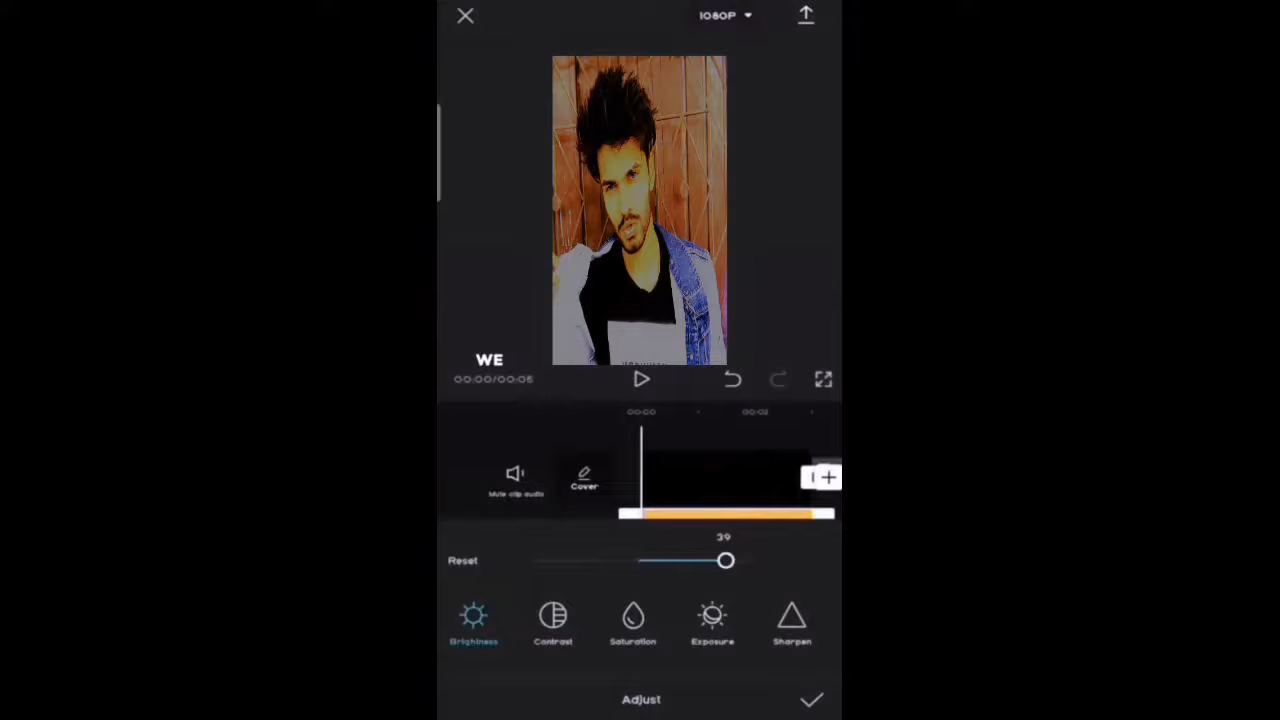 1080P
WE
00:00/00:05
00:00
00:02
Mute clip audio
Cover
39
Reset
Brightness
Contrast
Saturation
Exposure
Sharpen
Adjust